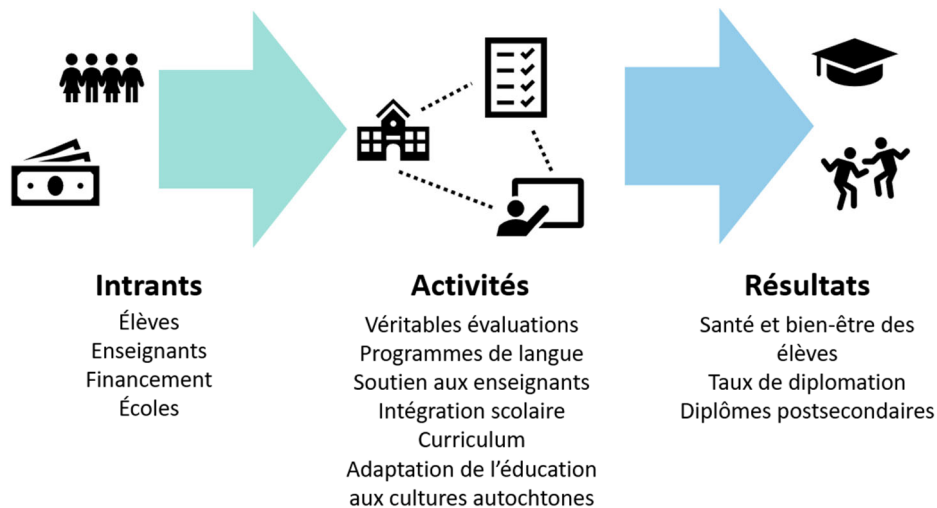 Intrants
Élèves
Enseignants
Financement
Écoles
Activités
Véritables évaluations
Programmes de langue
Soutien aux enseignants
Intégration scolaire
Curriculum
Adaptation de l’éducation
aux cultures autochtones
Résultats
Santé et bien-être des
élèves
Taux de diplomation
Diplômes postsecondaires